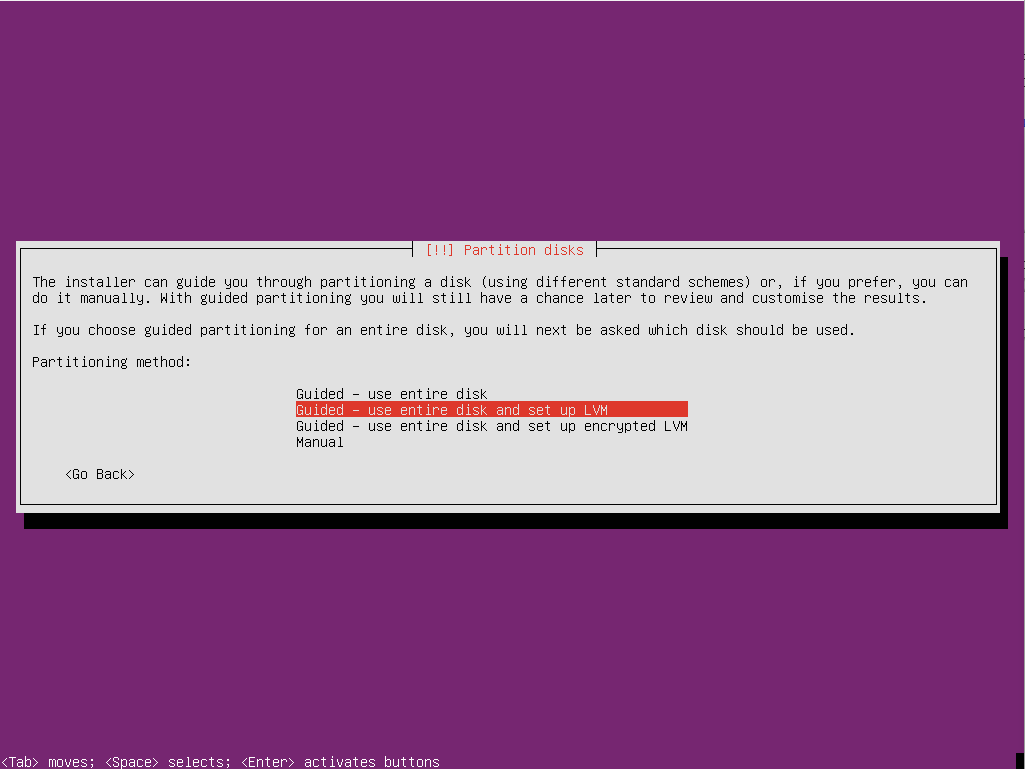 [!!] Partition disks
The installer can guide you through partitioning a disk (using different standard schemes) or, if you prefer, you can
do it manually. With guided partitioning you will still have a chance later to review and customise the results.
If you choose guided partitioning for an entire disk, you will next be asked which disk should be used.
Partitioning method:
Guided – use entire disk
Guided – use entire disk and set up LVM
Guided – use entire disk and set up encrypted LVM
Manual
<Go Back>
<Tab> moves; <Space> selects; <Enter> activates buttons